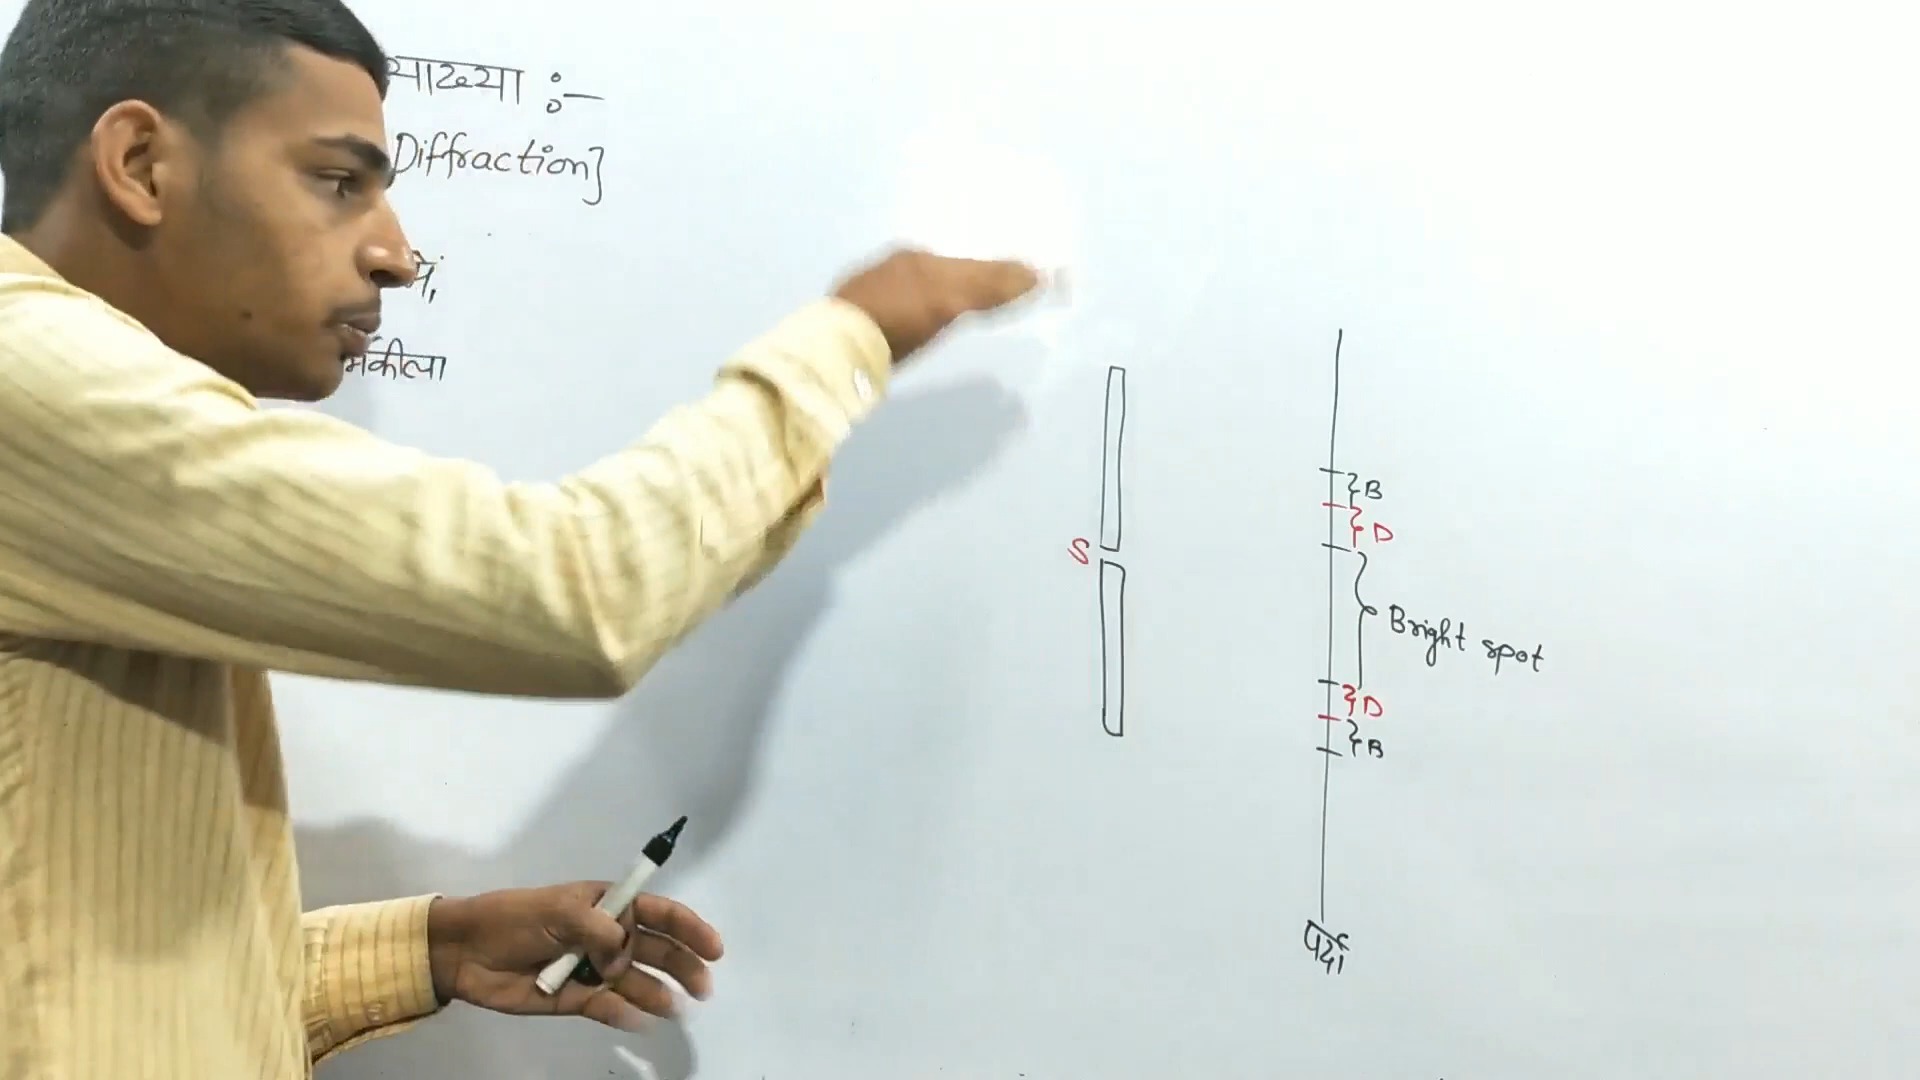 याख्या :-
Diffraction]
में,
मकीला
B
D
S
Bright spot
D
B
पर्दा